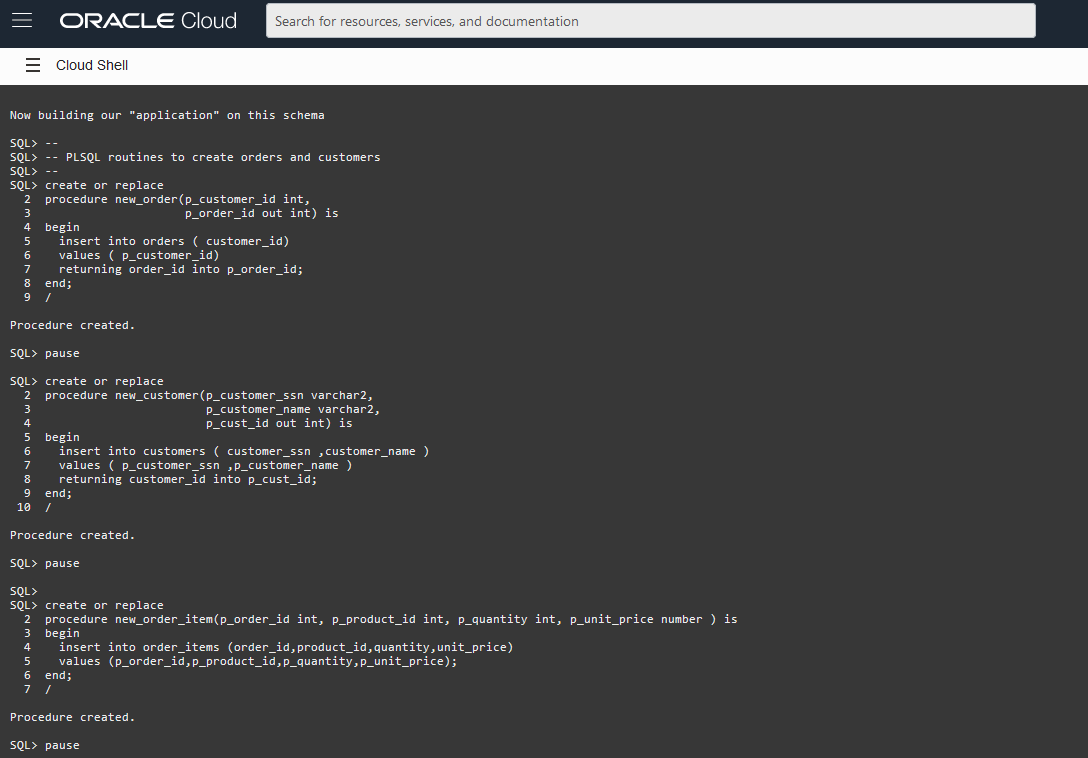 ORACLE Cloud
Search for resources, services, and documentation
Cloud Shell
Now building our "application" on this schema
SQL> --
SQL> -- PLSQL routines to create orders and customers
SQL> --
SQL> create or replace
  2  procedure new_order(p_customer_id int,
  3                      p_order_id out int) is
  4  begin
  5    insert into orders ( customer_id)
  6    values ( p_customer_id)
  7    returning order_id into p_order_id;
  8  end;
  9  /
Procedure created.
SQL> pause
SQL> create or replace
  2  procedure new_customer(p_customer_ssn varchar2,
  3                         p_customer_name varchar2,
  4                         p_cust_id out int) is
  5  begin
  6    insert into customers ( customer_ssn ,customer_name )
  7    values ( p_customer_ssn ,p_customer_name )
  8    returning customer_id into p_cust_id;
  9  end;
 10  /
Procedure created.
SQL> pause
SQL>
SQL> create or replace
  2  procedure new_order_item(p_order_id int, p_product_id int, p_quantity int, p_unit_price number ) is
  3  begin
  4    insert into order_items (order_id,product_id,quantity,unit_price)
  5    values (p_order_id,p_product_id,p_quantity,p_unit_price);
  6  end;
  7  /
Procedure created.
SQL> pause